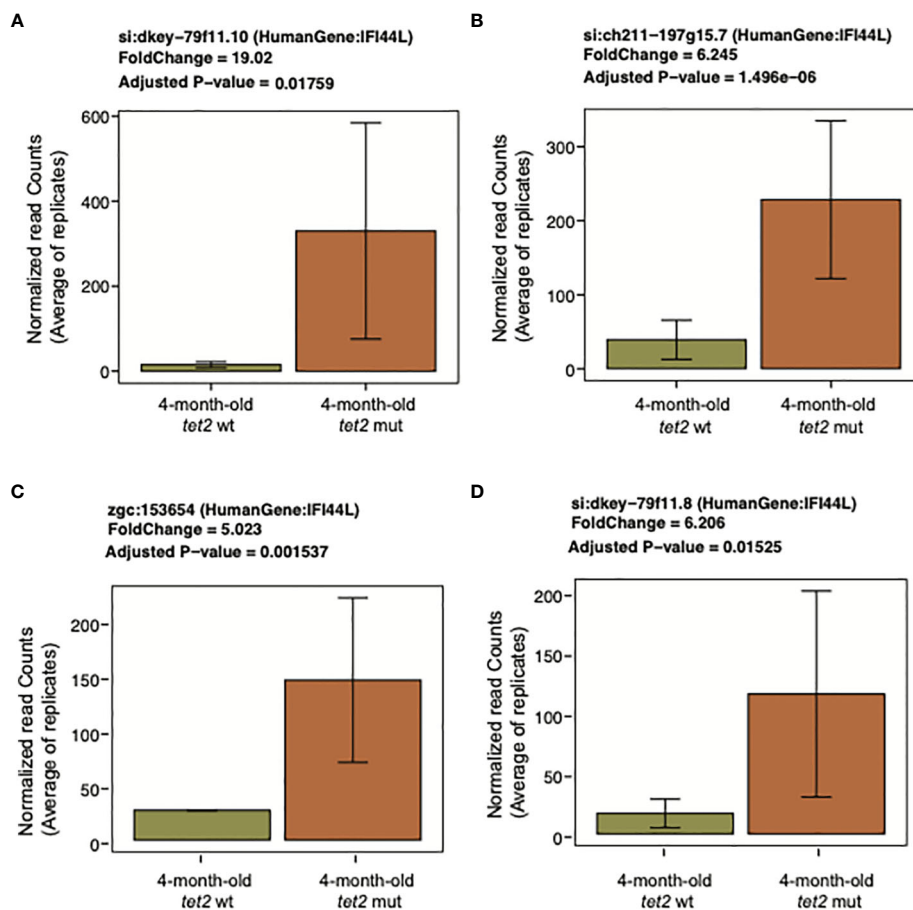 A
si:dkey-79f11.10 (HumanGene:IFI44L)
FoldChange = 19.02
Adjusted P-value = 0.01759
Normalized read Counts
(Average of replicates)
600
400
200
0
4-month-old
tet2 wt
4-month-old
tet2 mut
B
si:ch211-197g15.7 (HumanGene:IFI44L)
FoldChange = 6.245
Adjusted P-value = 1.496e-06
Normalized read Counts
(Average of replicates)
300
200
100
0
4-month-old
tet2 wt
4-month-old
tet2 mut
C
zgc:153654 (HumanGene:IFI44L)
FoldChange = 5.023
Adjusted P-value = 0.001537
Normalized read Counts
(Average of replicates)
200
150
100
50
0
4-month-old
tet2 wt
4-month-old
tet2 mut
D
si:dkey-79f11.8 (HumanGene:IFI44L)
FoldChange = 6.206
Adjusted P-value = 0.01525
Normalized read Counts
(Average of replicates)
200
150
100
50
0
4-month-old
tet2 wt
4-month-old
tet2 mut